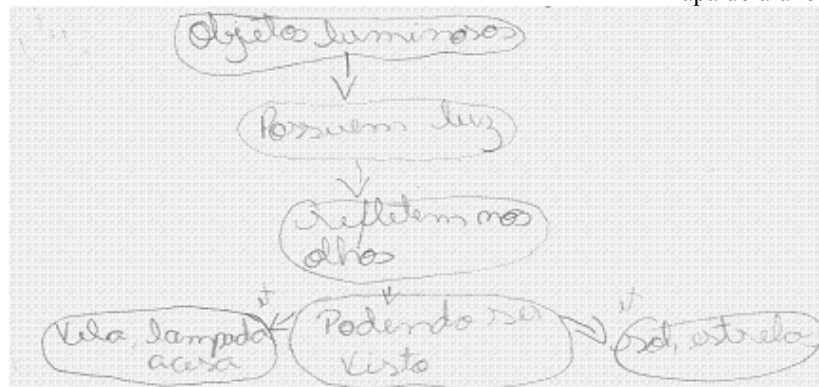 Objetos luminosos
Possuem luz
Refletem nos
olhos
Vela, lampada
acesa
Podendo ser
visto
Sol, estrela